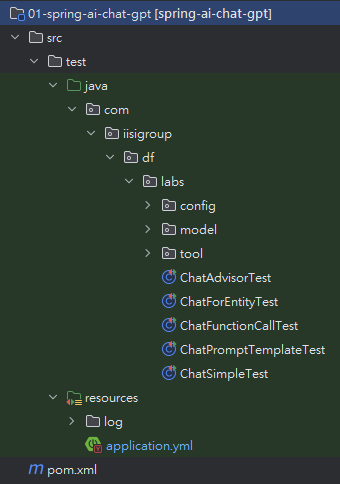 01-spring-ai-chat-gpt [spring-ai-chat-gpt]
src
test
java
com
iisigroup
df
labs
config
model
tool
ChatAdvisorTest
ChatForEntityTest
ChatFunctionCallTest
ChatPromptTemplateTest
ChatSimpleTest
resources
log
application.yml
m pom.xml